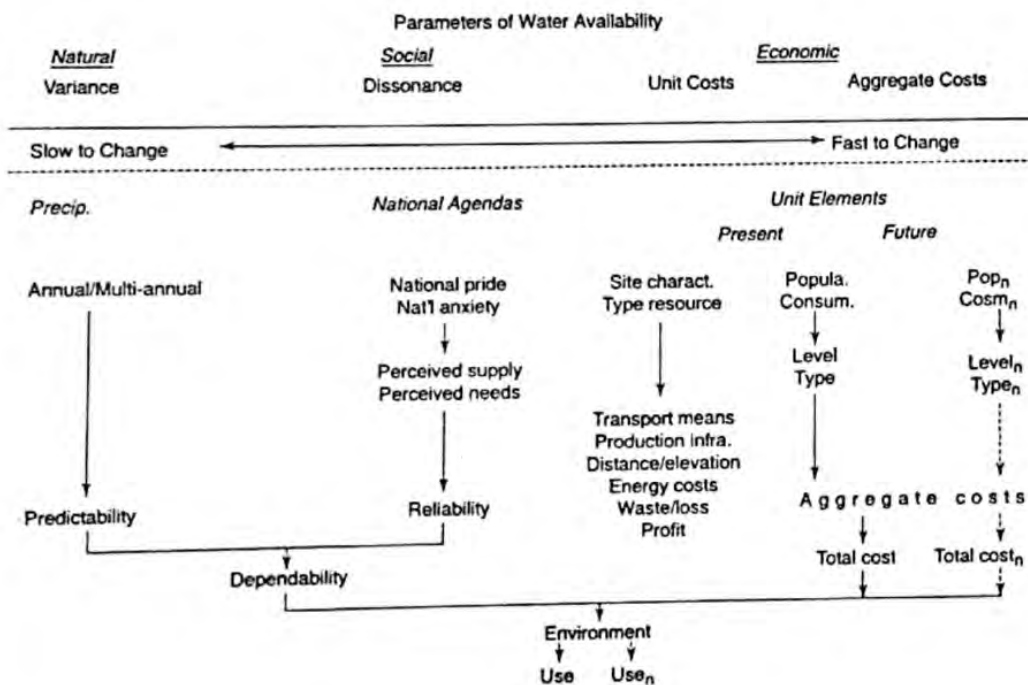 Parameters of Water Availability
Natural Social Economic
Variance Dissonance Unit Costs Aggregate Costs
Slow to Change Fast to Change
Precip. National Agendas Unit Elements
Present Future
Annual/Multi-annual National pride Site charact. Popula. Popn
Nat'l anxiety Type resource Consum. Cosmn
Perceived supply Level Leveln
Perceived needs Type Typen
Transport means
Production infra.
Distance/elevation
Energy costs Aggregate costs
Predictability Reliability Waste/loss
Profit
Total cost Total costn
Dependability
Environment
Use Usen